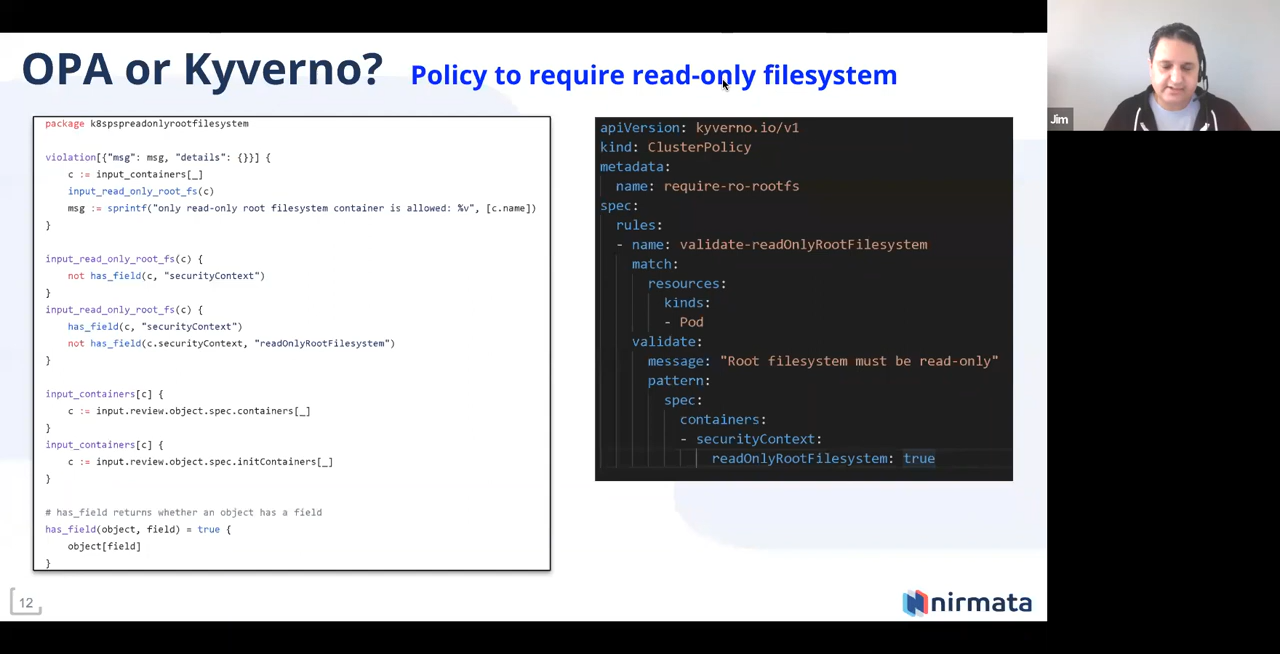 OPA or Kyverno? Policy to require read-only filesystem
package k8spspreadonlyrootfilesystem
violation[{"msg": msg, "details": {}}] {
c := input_containers[_]
input_read_only_root_fs(c)
msg := sprintf("only read-only root filesystem container is allowed: %v", [c.name])
}
input_read_only_root_fs(c) {
not has_field(c, "securityContext")
}
input_read_only_root_fs(c) {
has_field(c, "securityContext")
not has_field(c.securityContext, "readOnlyRootFilesystem")
}
input_containers[c] {
c := input.review.object.spec.containers[_]
}
input_containers[c] {
c := input.review.object.spec.initContainers[_]
}
# has_field returns whether an object has a field
has_field(object, field) = true {
object[field]
}
apiVersion: kyverno.io/v1
kind: ClusterPolicy
metadata:
name: require-ro-rootfs
spec:
rules:
- name: validate-readOnlyRootFilesystem
match:
resources:
kinds:
- Pod
validate:
message: "Root filesystem must be read-only"
pattern:
spec:
containers:
- securityContext:
readOnlyRootFilesystem: true
12
nirmata
Jim